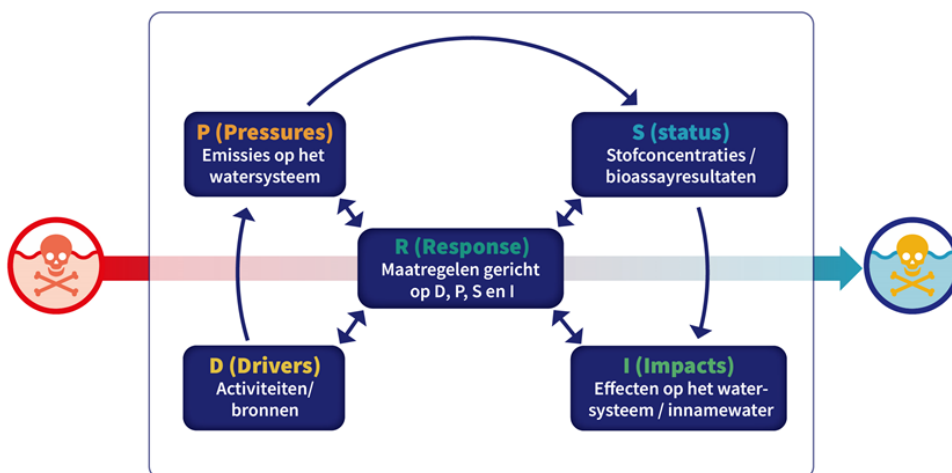 P (Pressures)
Emissies op het
watersysteem
S (status)
Stofconcentraties /
bioassayresultaten
R (Response)
Maatregelen gericht
op D, P, S en I
D (Drivers)
Activiteiten/
bronnen
I (Impacts)
Effecten op het water-
systeem / innamewater